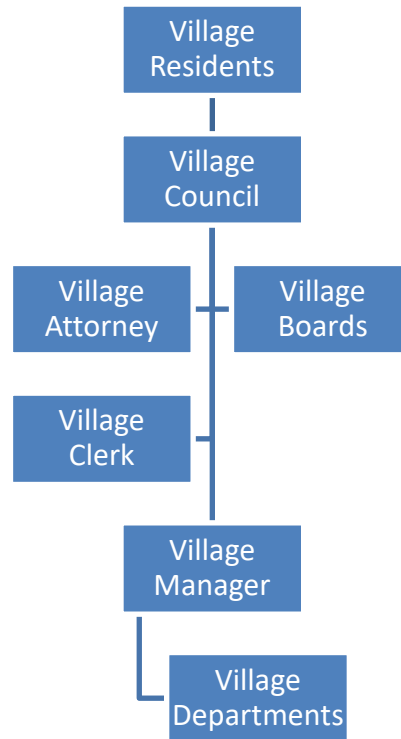 Village
Residents
Village
Council
Village
Attorney
Village
Boards
Village
Clerk
Village
Manager
Village
Departments